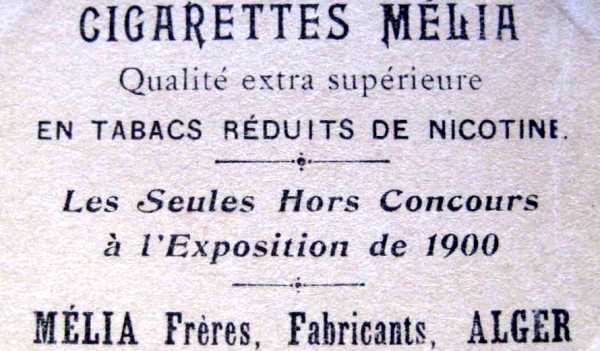 CIGARETTES MÉLIA
Qualité extra supérieure
EN TABACS RÉDUITS DE NICOTINE.
Les Seules Hors Concours
à l'Exposition de 1900
MÉLIA Frères, Fabricants, ALGER